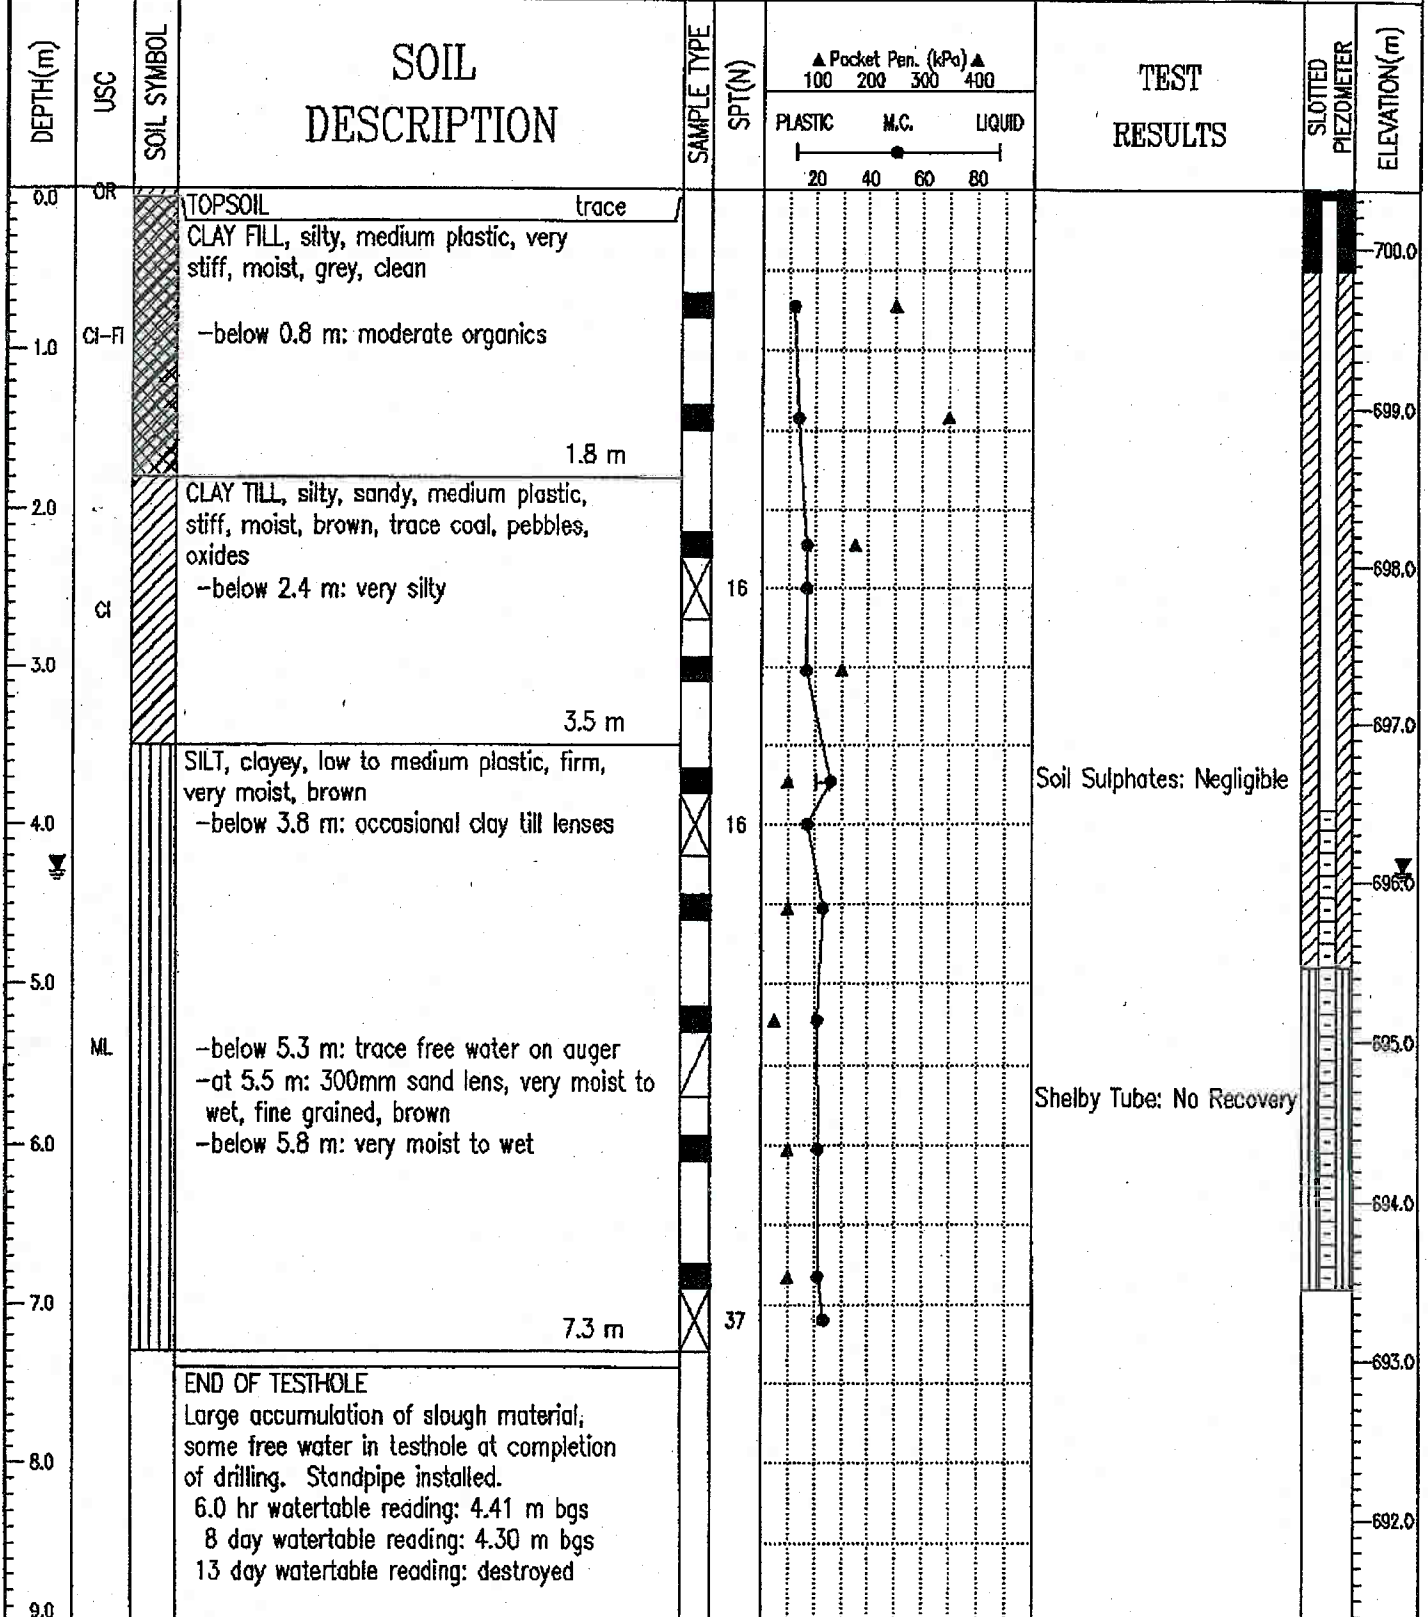 DEPTH(m)
USC
SOIL SYMBOL
SOIL
DESCRIPTION
SAMPLE TYPE
SPT(N)
▲ Pocket Pen. (kPa) ▲
100 200 300 400
PLASTIC M.C. LIQUID
20 40 60 80
TEST
RESULTS
SLOTTED
PIEZOMETER
ELEVATION(m)
0.0
OR
TOPSOIL trace
CLAY FILL, silty, medium plastic, very
stiff, moist, grey, clean
700.0
-below 0.8 m: moderate organics
CI-FI
1.0
699.0
1.8 m
CLAY TILL, silty, sandy, medium plastic,
stiff, moist, brown, trace coal, pebbles,
oxides
2.0
-below 2.4 m: very silty
16
698.0
CI
3.0
3.5 m
697.0
SILT, clayey, low to medium plastic, firm,
very moist, brown
Soil Sulphates: Negligible
-below 3.8 m: occasional clay till lenses
4.0
16
696.0
5.0
ML
-below 5.3 m: trace free water on auger
695.0
-at 5.5 m: 300mm sand lens, very moist to
wet, fine grained, brown
Shelby Tube: No Recovery
-below 5.8 m: very moist to wet
6.0
694.0
7.0
7.3 m
37
693.0
END OF TESTHOLE
Large accumulation of slough material,
some free water in testhole at completion
of drilling. Standpipe installed.
8.0
6.0 hr watertable reading: 4.41 m bgs
8 day watertable reading: 4.30 m bgs
13 day watertable reading: destroyed
692.0
9.0